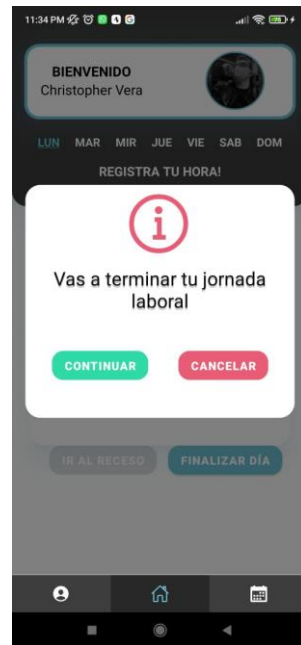 11:34 PM
BIENVENIDO
Christopher Vera
LUN MAR MIR JUE VIE SAB DOM
REGISTRA TU HORA!
i
Vas a terminar tu jornada
laboral
CONTINUAR CANCELAR
IR AL RECESO FINALIZAR DÍA